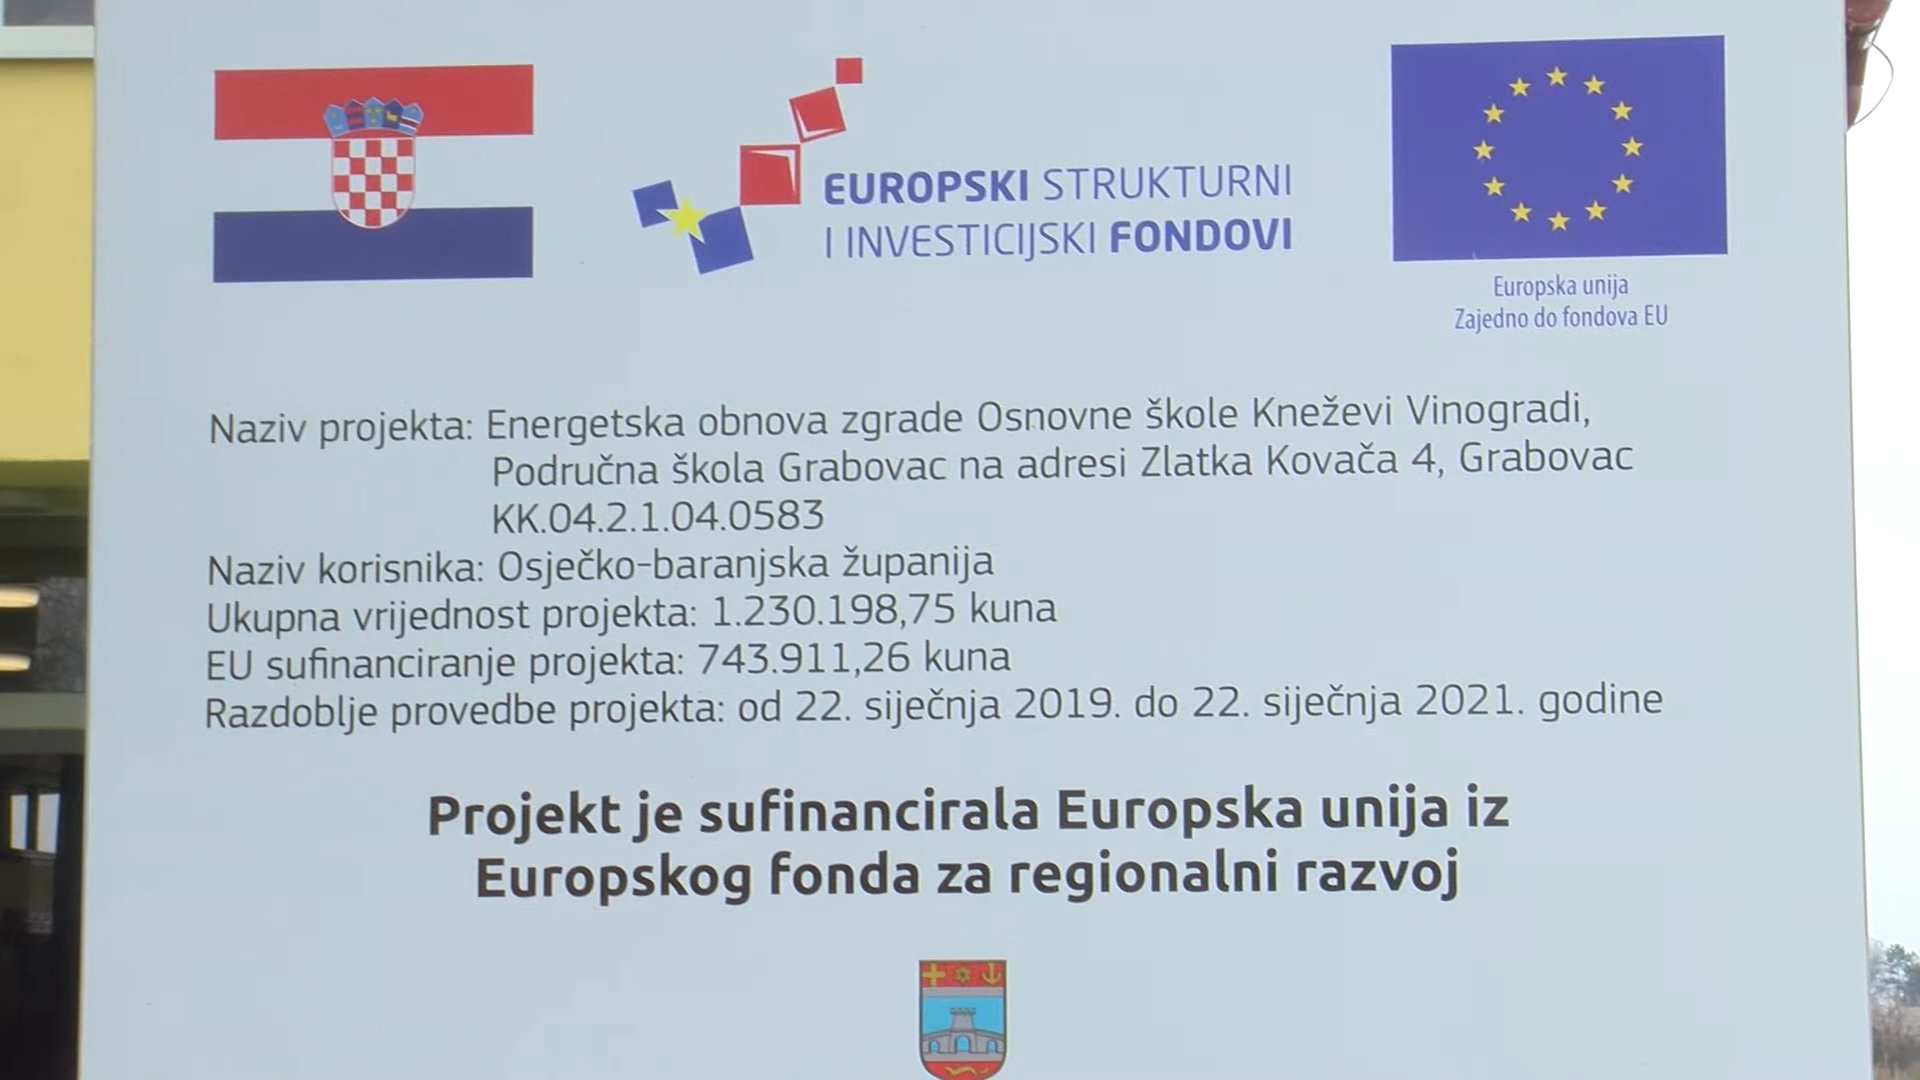 EUROPSKI STRUKTURNI
I INVESTICIJSKI FONDOVI
Europska unija
Zajedno do fondova EU
Naziv projekta: Energetska obnova zgrade Osnovne škole Kneževi Vinogradi,
Područna škola Grabovac na adresi Zlatka Kovača 4, Grabovac
KK.04.2.1.04.0583
Naziv korisnika: Osječko-baranjska županija
Ukupna vrijednost projekta: 1.230.198,75 kuna
EU sufinanciranje projekta: 743.911,26 kuna
Razdoblje provedbe projekta: od 22. siječnja 2019. do 22. siječnja 2021. godine
Projekt je sufinancirala Europska unija iz
Europskog fonda za regionalni razvoj